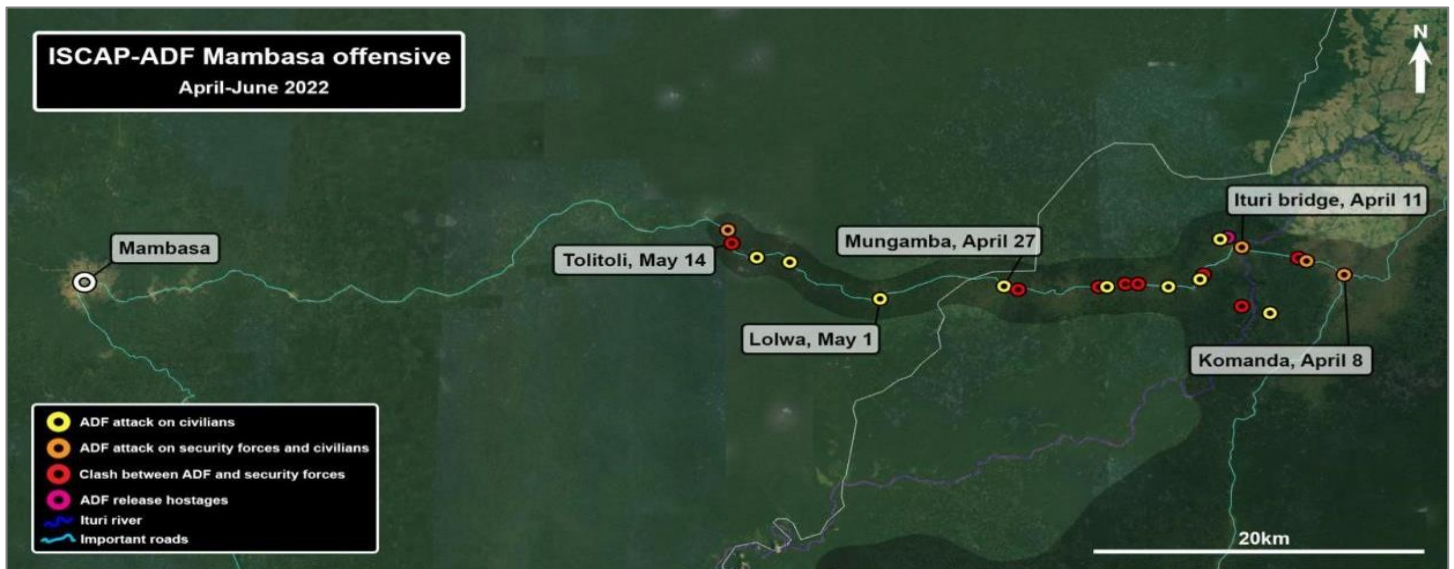 ISCAP-ADF Mambasa offensive
April-June 2022
N
Ituri bridge, April 11
Mambasa
Mungamba, April 27
Tolitoli, May 14
Lolwa, May 1
Komanda, April 8
ADF attack on civilians
ADF attack on security forces and civilians
Clash between ADF and security forces
ADF release hostages
Ituri river
Important roads
20km